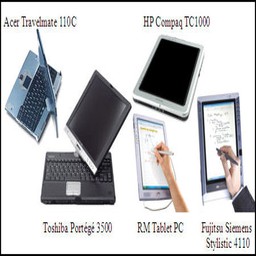 Acer Travelmate 110C
HP Compaq TC1000
Toshiba Portégé 3500
RM Tablet PC
Fujitsu Siemens
Stylistic 4110